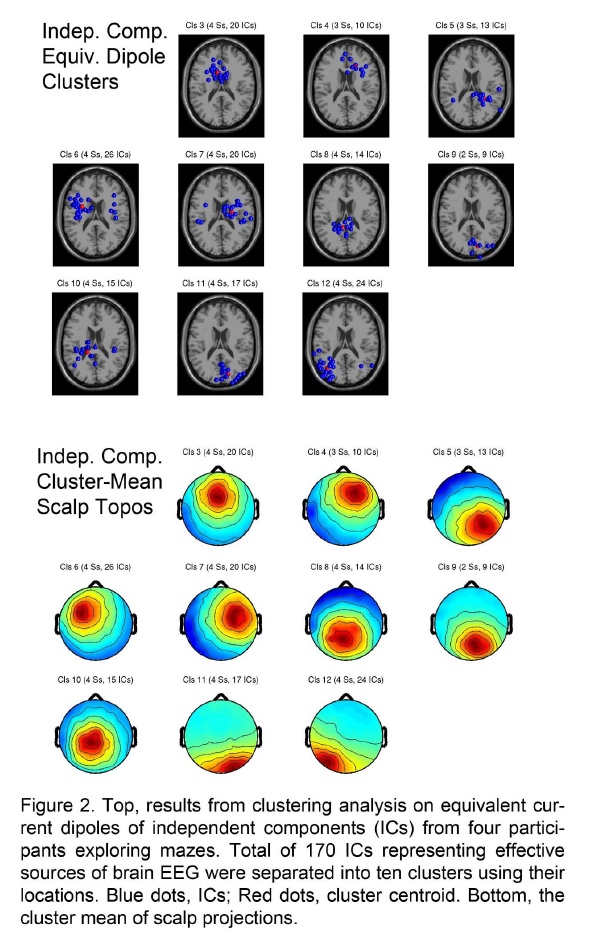 Indep. Comp.
Equiv. Dipole
Clusters
Cls 3 (4 Ss, 20 ICs)
Cls 4 (3 Ss, 10 ICs)
Cls 5 (3 Ss, 13 ICs)
Cls 6 (4 Ss, 26 ICs)
Cls 7 (4 Ss, 20 ICs)
Cls 8 (4 Ss, 14 ICs)
Cls 9 (2 Ss, 9 ICs)
Cls 10 (4 Ss, 15 ICs)
Cls 11 (4 Ss, 17 ICs)
Cls 12 (4 Ss, 24 ICs)
Indep. Comp.
Cluster-Mean
Scalp Topos
Cls 3 (4 Ss, 20 ICs)
Cls 4 (3 Ss, 10 ICs)
Cls 5 (3 Ss, 13 ICs)
Cls 6 (4 Ss, 26 ICs)
Cls 7 (4 Ss, 20 ICs)
Cls 8 (4 Ss, 14 ICs)
Cls 9 (2 Ss, 9 ICs)
Cls 10 (4 Ss, 15 ICs)
Cls 11 (4 Ss, 17 ICs)
Cls 12 (4 Ss, 24 ICs)
Figure 2. Top, results from clustering analysis on equivalent cur-
rent dipoles of independent components (ICs) from four partici-
pants exploring mazes. Total of 170 ICs representing effective
sources of brain EEG were separated into ten clusters using their
locations. Blue dots, ICs; Red dots, cluster centroid. Bottom, the
cluster mean of scalp projections.